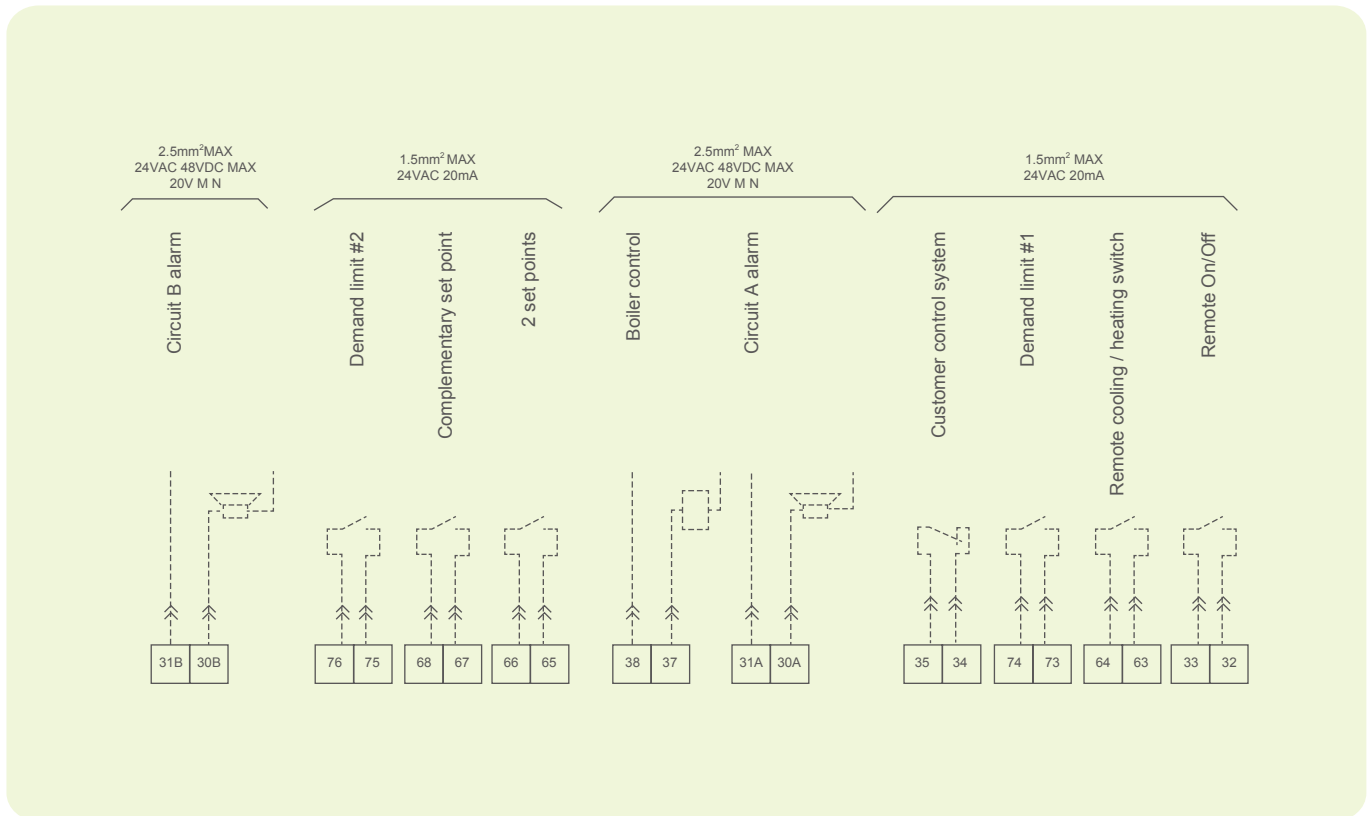 2.5mm²MAX
24VAC 48VDC MAX
20V M N
1.5mm² MAX
24VAC 20mA
2.5mm² MAX
24VAC 48VDC MAX
20V M N
1.5mm² MAX
24VAC 20mA
Circuit B alarm
Demand limit #2
Complementary set point
2 set points
Boiler control
Circuit A alarm
Customer control system
Demand limit #1
Remote cooling / heating switch
Remote On/Off
31B 30B
76 75
68 67
66 65
38 37
31A 30A
35 34
74 73
64 63
33 32